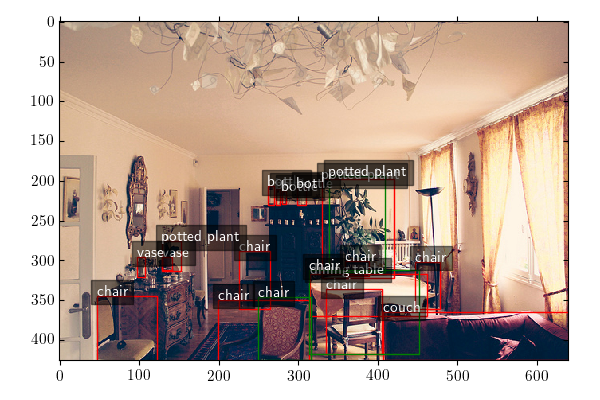 0
50
100
150
200
250
300
350
400
0
100
200
300
400
500
600
potted plant
bot
potted plant
chair
vase
vase
chair
chair
chair
dining table
chair
chair
chair
chair
couch